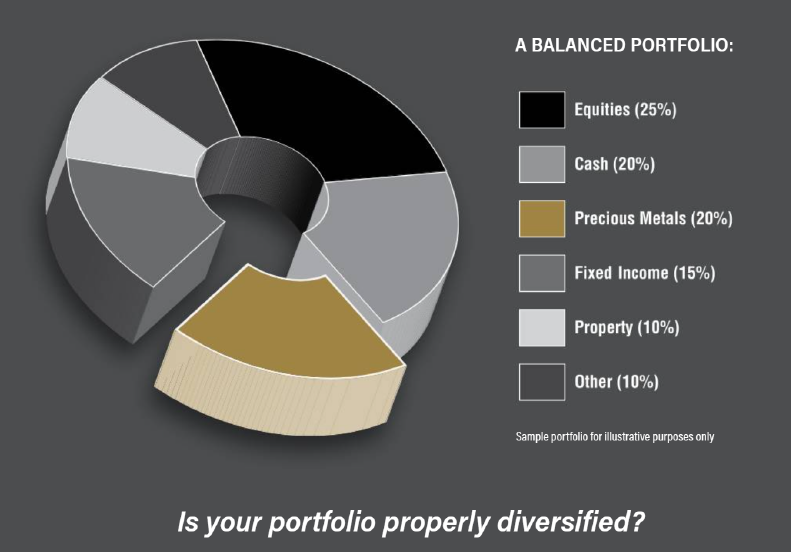 A BALANCED PORTFOLIO:
Equities (25%)
Cash (20%)
Precious Metals (20%)
Fixed Income (15%)
Property (10%)
Other (10%)
Sample portfolio for illustrative purposes only
Is your portfolio properly diversified?